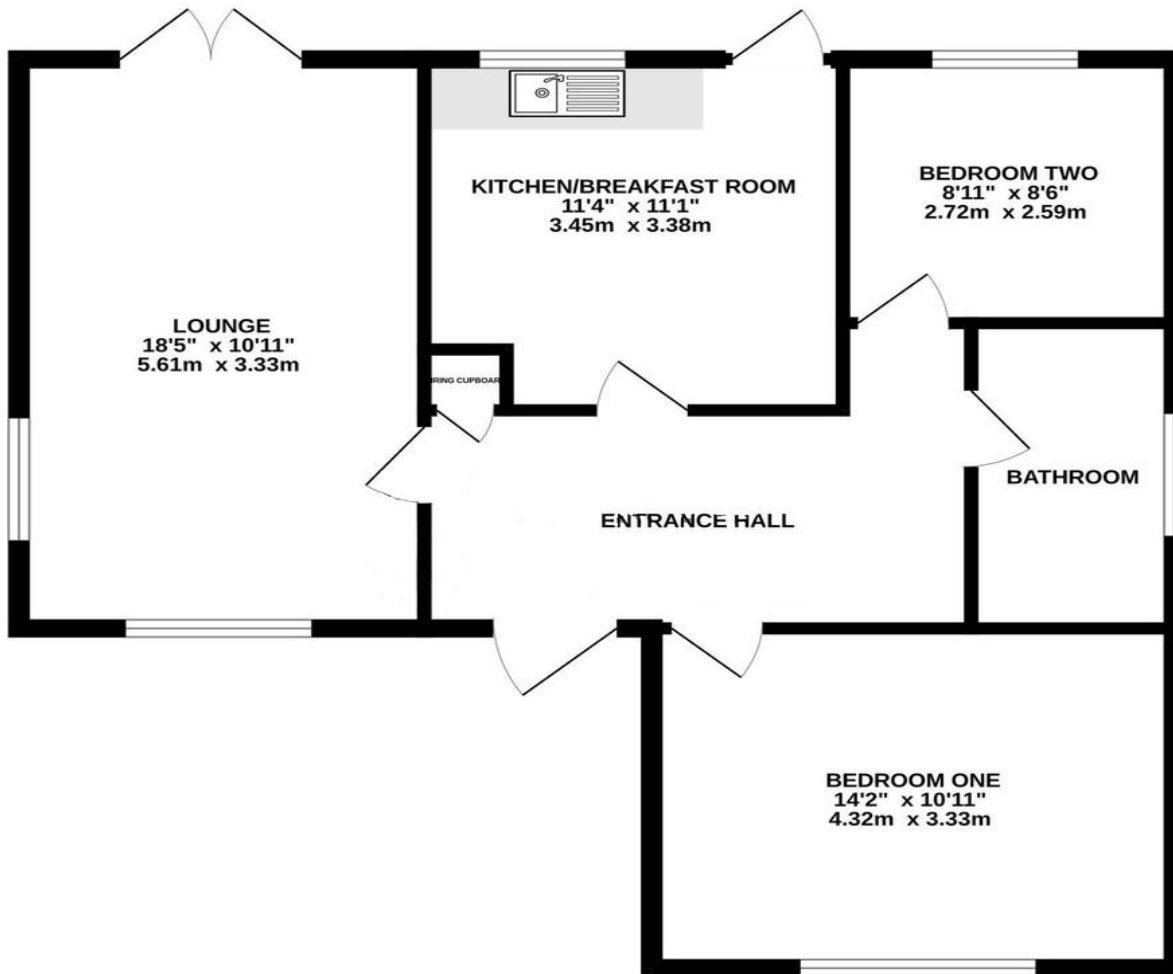 KITCHEN/BREAKFAST ROOM
11'4" x 11'1"
3.45m x 3.38m
BEDROOM TWO
8'11" x 8'6"
2.72m x 2.59m
LOUNGE
18'5" x 10'11"
5.61m x 3.33m
RING CUPBOAR
BATHROOM
ENTRANCE HALL
BEDROOM ONE
14'2" x 10'11"
4.32m x 3.33m